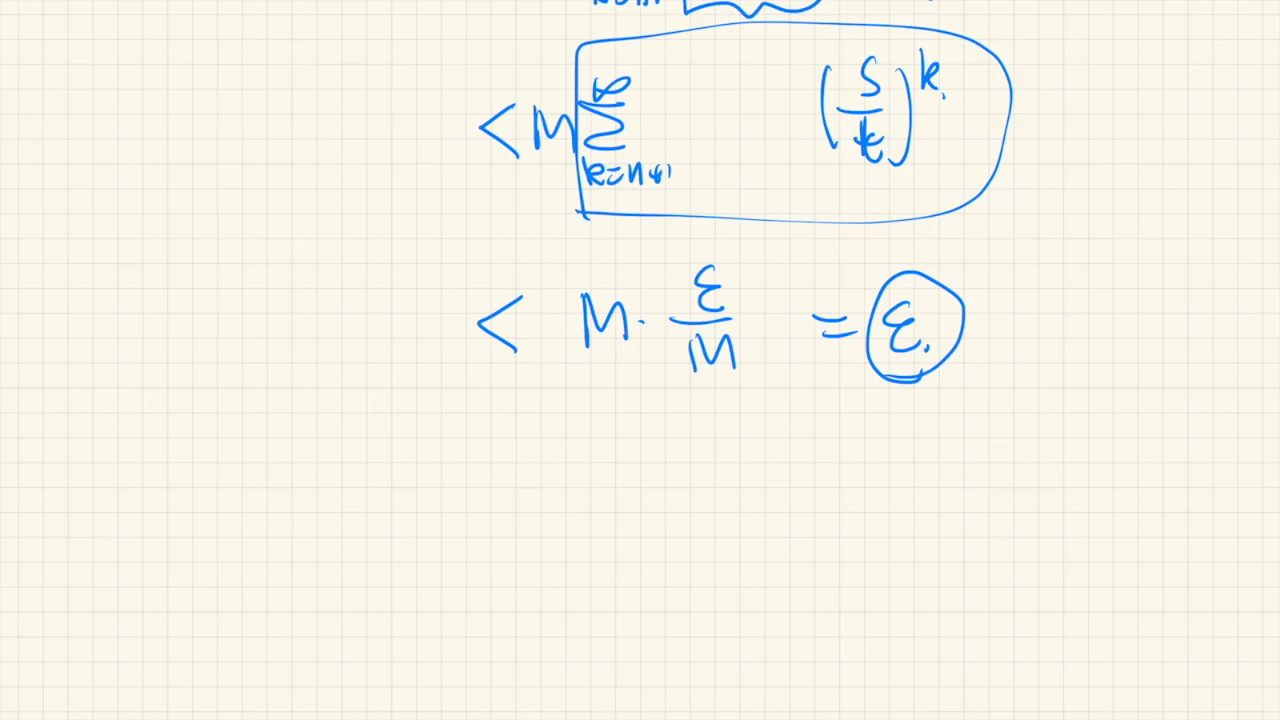 < M ∑ k=n+1 ∞ (s/t)^k.
< M · ε/M = ε.